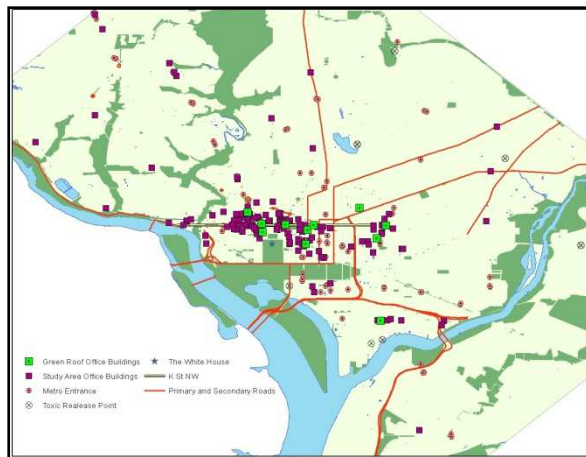 Green Roof Office Buildings
The White House
Study Area Office Buildings
K St NW
Metro Entrance
Primary and Secondary Roads
Toxic Realease Point